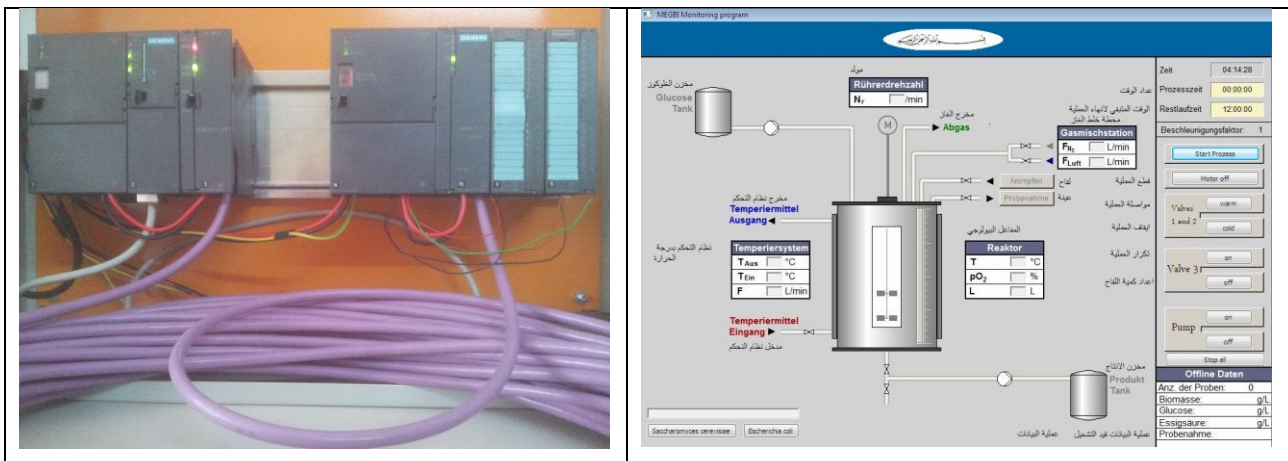 SIEMENS
SIEMENS
MEGBI Monitoring program
مخزن الغلوكوز
Glucose
Tank
مولد
Rührerdrehzahl
Nr /min
M
مخرج الغاز
Abgas
محطة خلط الغاز
Gasmischstation
FN2 L/min
FLuft L/min
Animpfen
لقاح
Probenahme
عينة
مخرج نظام التحكم
Temperiermittel
Ausgang
نظام التحكم بدرجة
الحرارة
Temperiersystem
TAus °C
TEin °C
F L/min
المفاعل البيولوجي
Reaktor
T °C
pO2 %
L L
Temperiermittel
Eingang
مدخل نظام التحكم
مخزن الانتاج
Produkt
Tank
Saccharomyces cerevisiae
Escherichia coli
عملية البيانات
عملية البيانات قيد التشغيل
عداد الوقت
الوقت المتبقي لانهاء العملية
قطع العملية
مواصلة العملية
ايقاف العملية
تكرار العملية
اعداد كمية اللقاح
Zeit 04:14:28
Prozesszeit 00:00:00
Restlaufzeit 12:00:00
Beschleunigungsfaktor: 1
Start Prozess
Motor off
Valves
1 and 2
warm
cold
Valve 3
on
off
Pump
on
off
Stop all
Offline Daten
Anz. der Proben: 0
Biomasse: g/L
Glucose: g/L
Essigsäure: g/L
Probenahme: